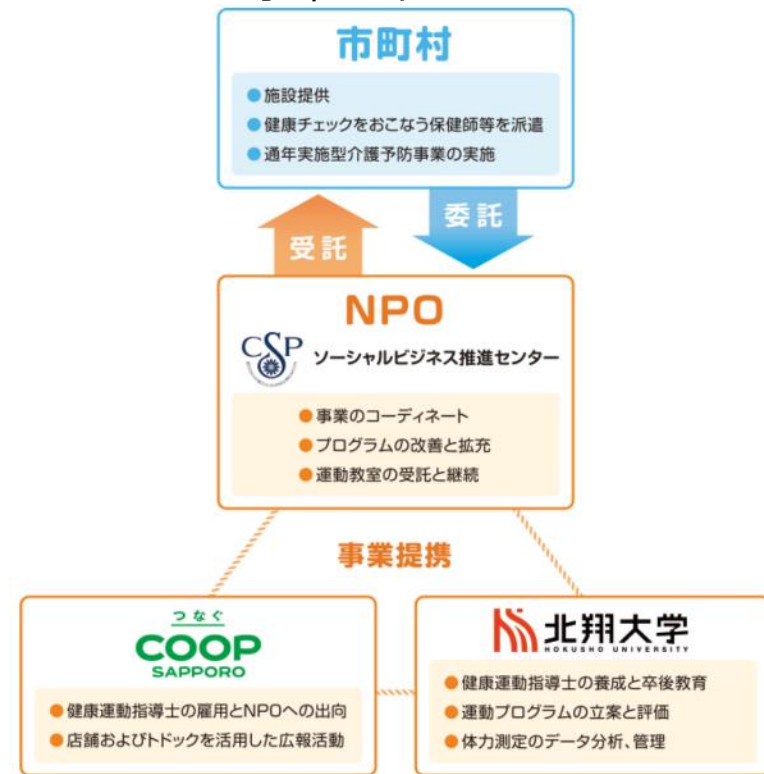 市町村
●施設提供
●健康チェックをおこなう保健師等を派遣
●通年実施型介護予防事業の実施
受託
委託
NPO
CSP ソーシャルビジネス推進センター
●事業のコーディネート
●プログラムの改善と拡充
●運動教室の受託と継続
事業提携
つなぐ
COOP
SAPPORO
●健康運動指導士の雇用とNPOへの出向
●店舗およびトドックを活用した広報活動
北翔大学
HOKUSHO UNIVERSITY
●健康運動指導士の養成と卒後教育
●運動プログラムの立案と評価
●体力測定のデータ分析、管理